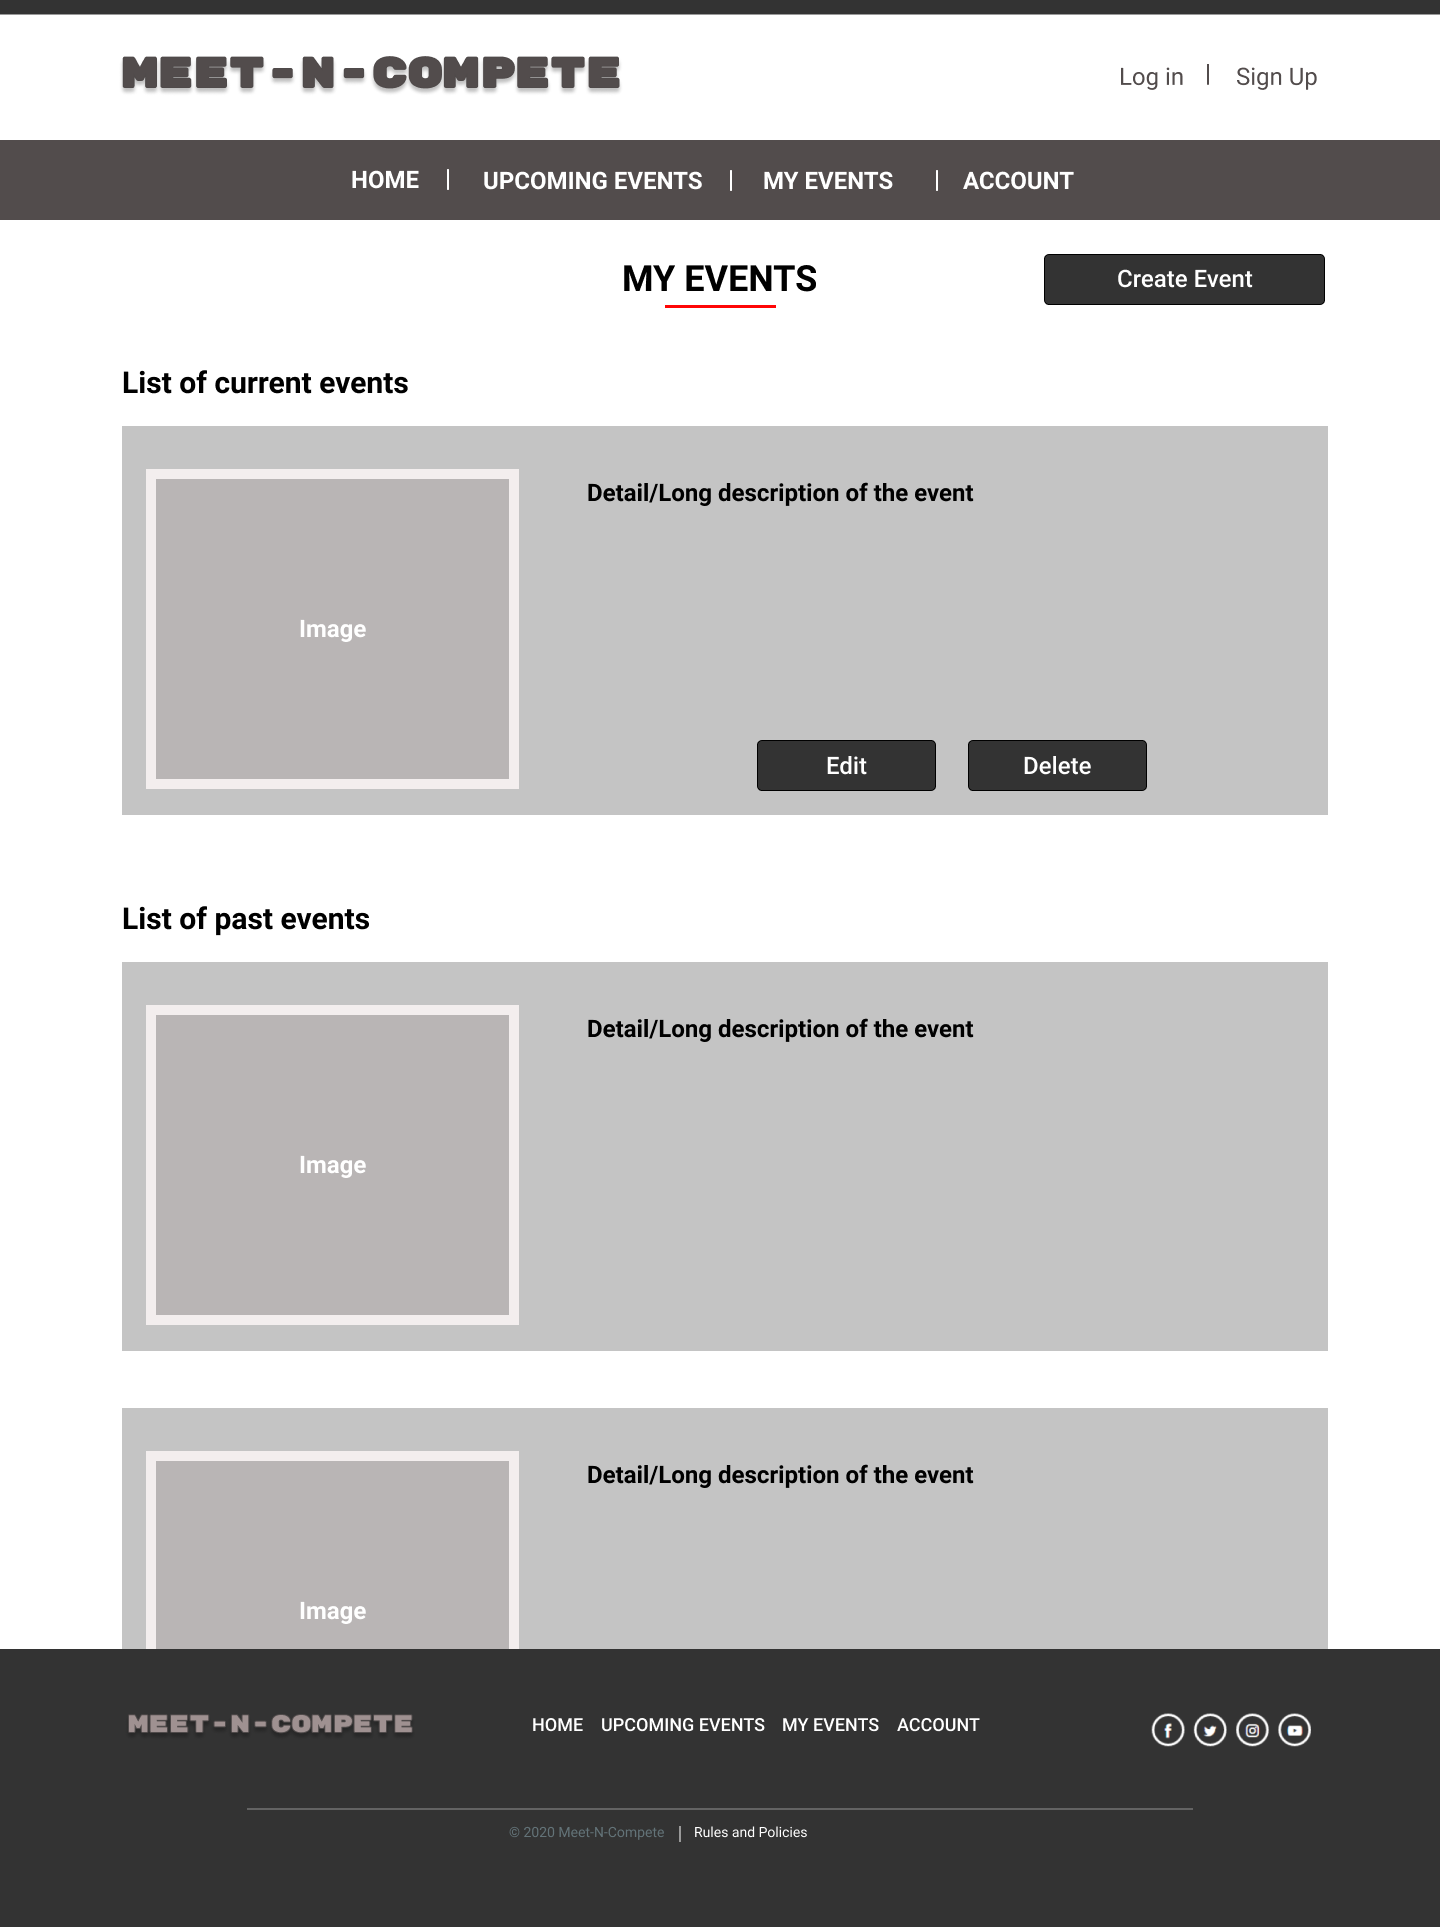 MEET - N - COMPETE
Log in | Sign Up
HOME | UPCOMING EVENTS | MY EVENTS | ACCOUNT
MY EVENTS
Create Event
List of current events
Detail/Long description of the event
Image
Edit
Delete
List of past events
Detail/Long description of the event
Image
Detail/Long description of the event
Image
MEET - N - COMPETE
HOME UPCOMING EVENTS MY EVENTS ACCOUNT
© 2020 Meet-N-Compete | Rules and Policies